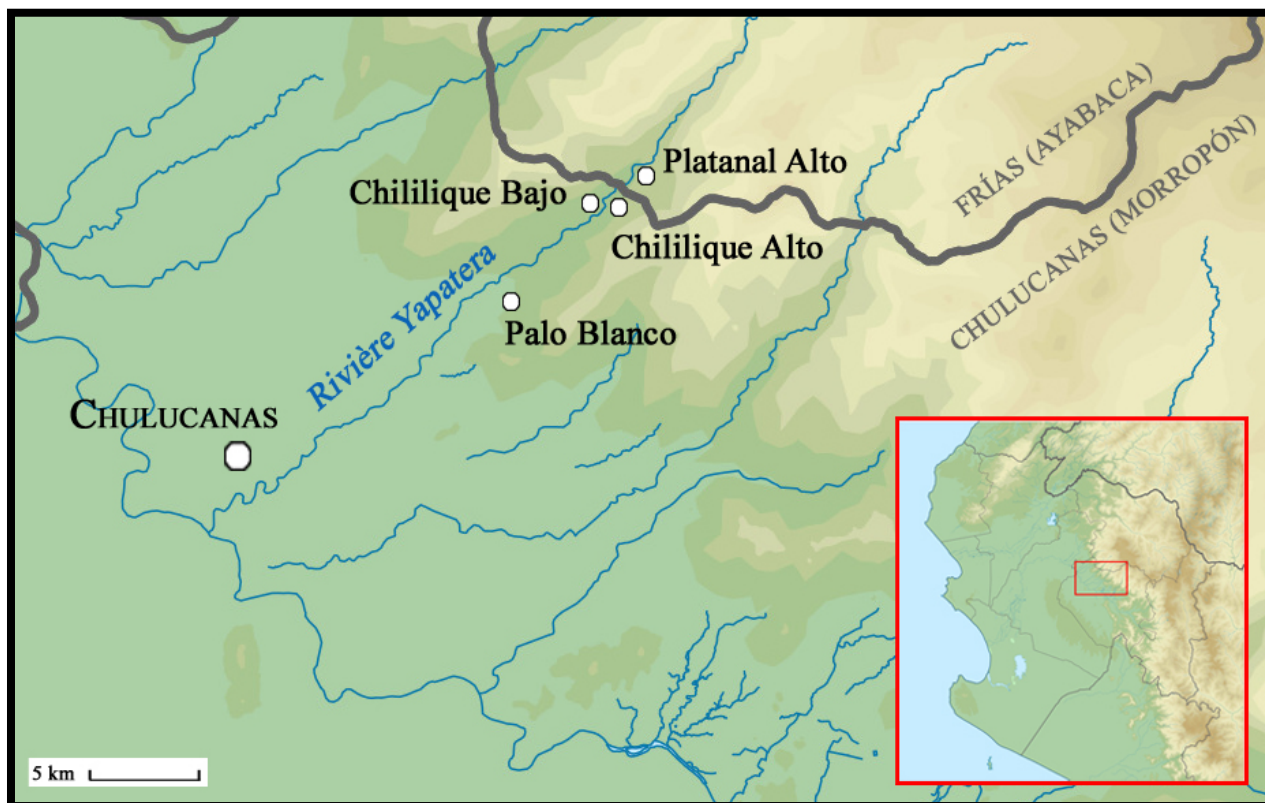 Platanal Alto
Chililique Bajo
Chililique Alto
FRÍAS (AYABACA)
CHULUCANAS (MORROPÓN)
Rivière Yapatera
Palo Blanco
CHULUCANAS
5 km